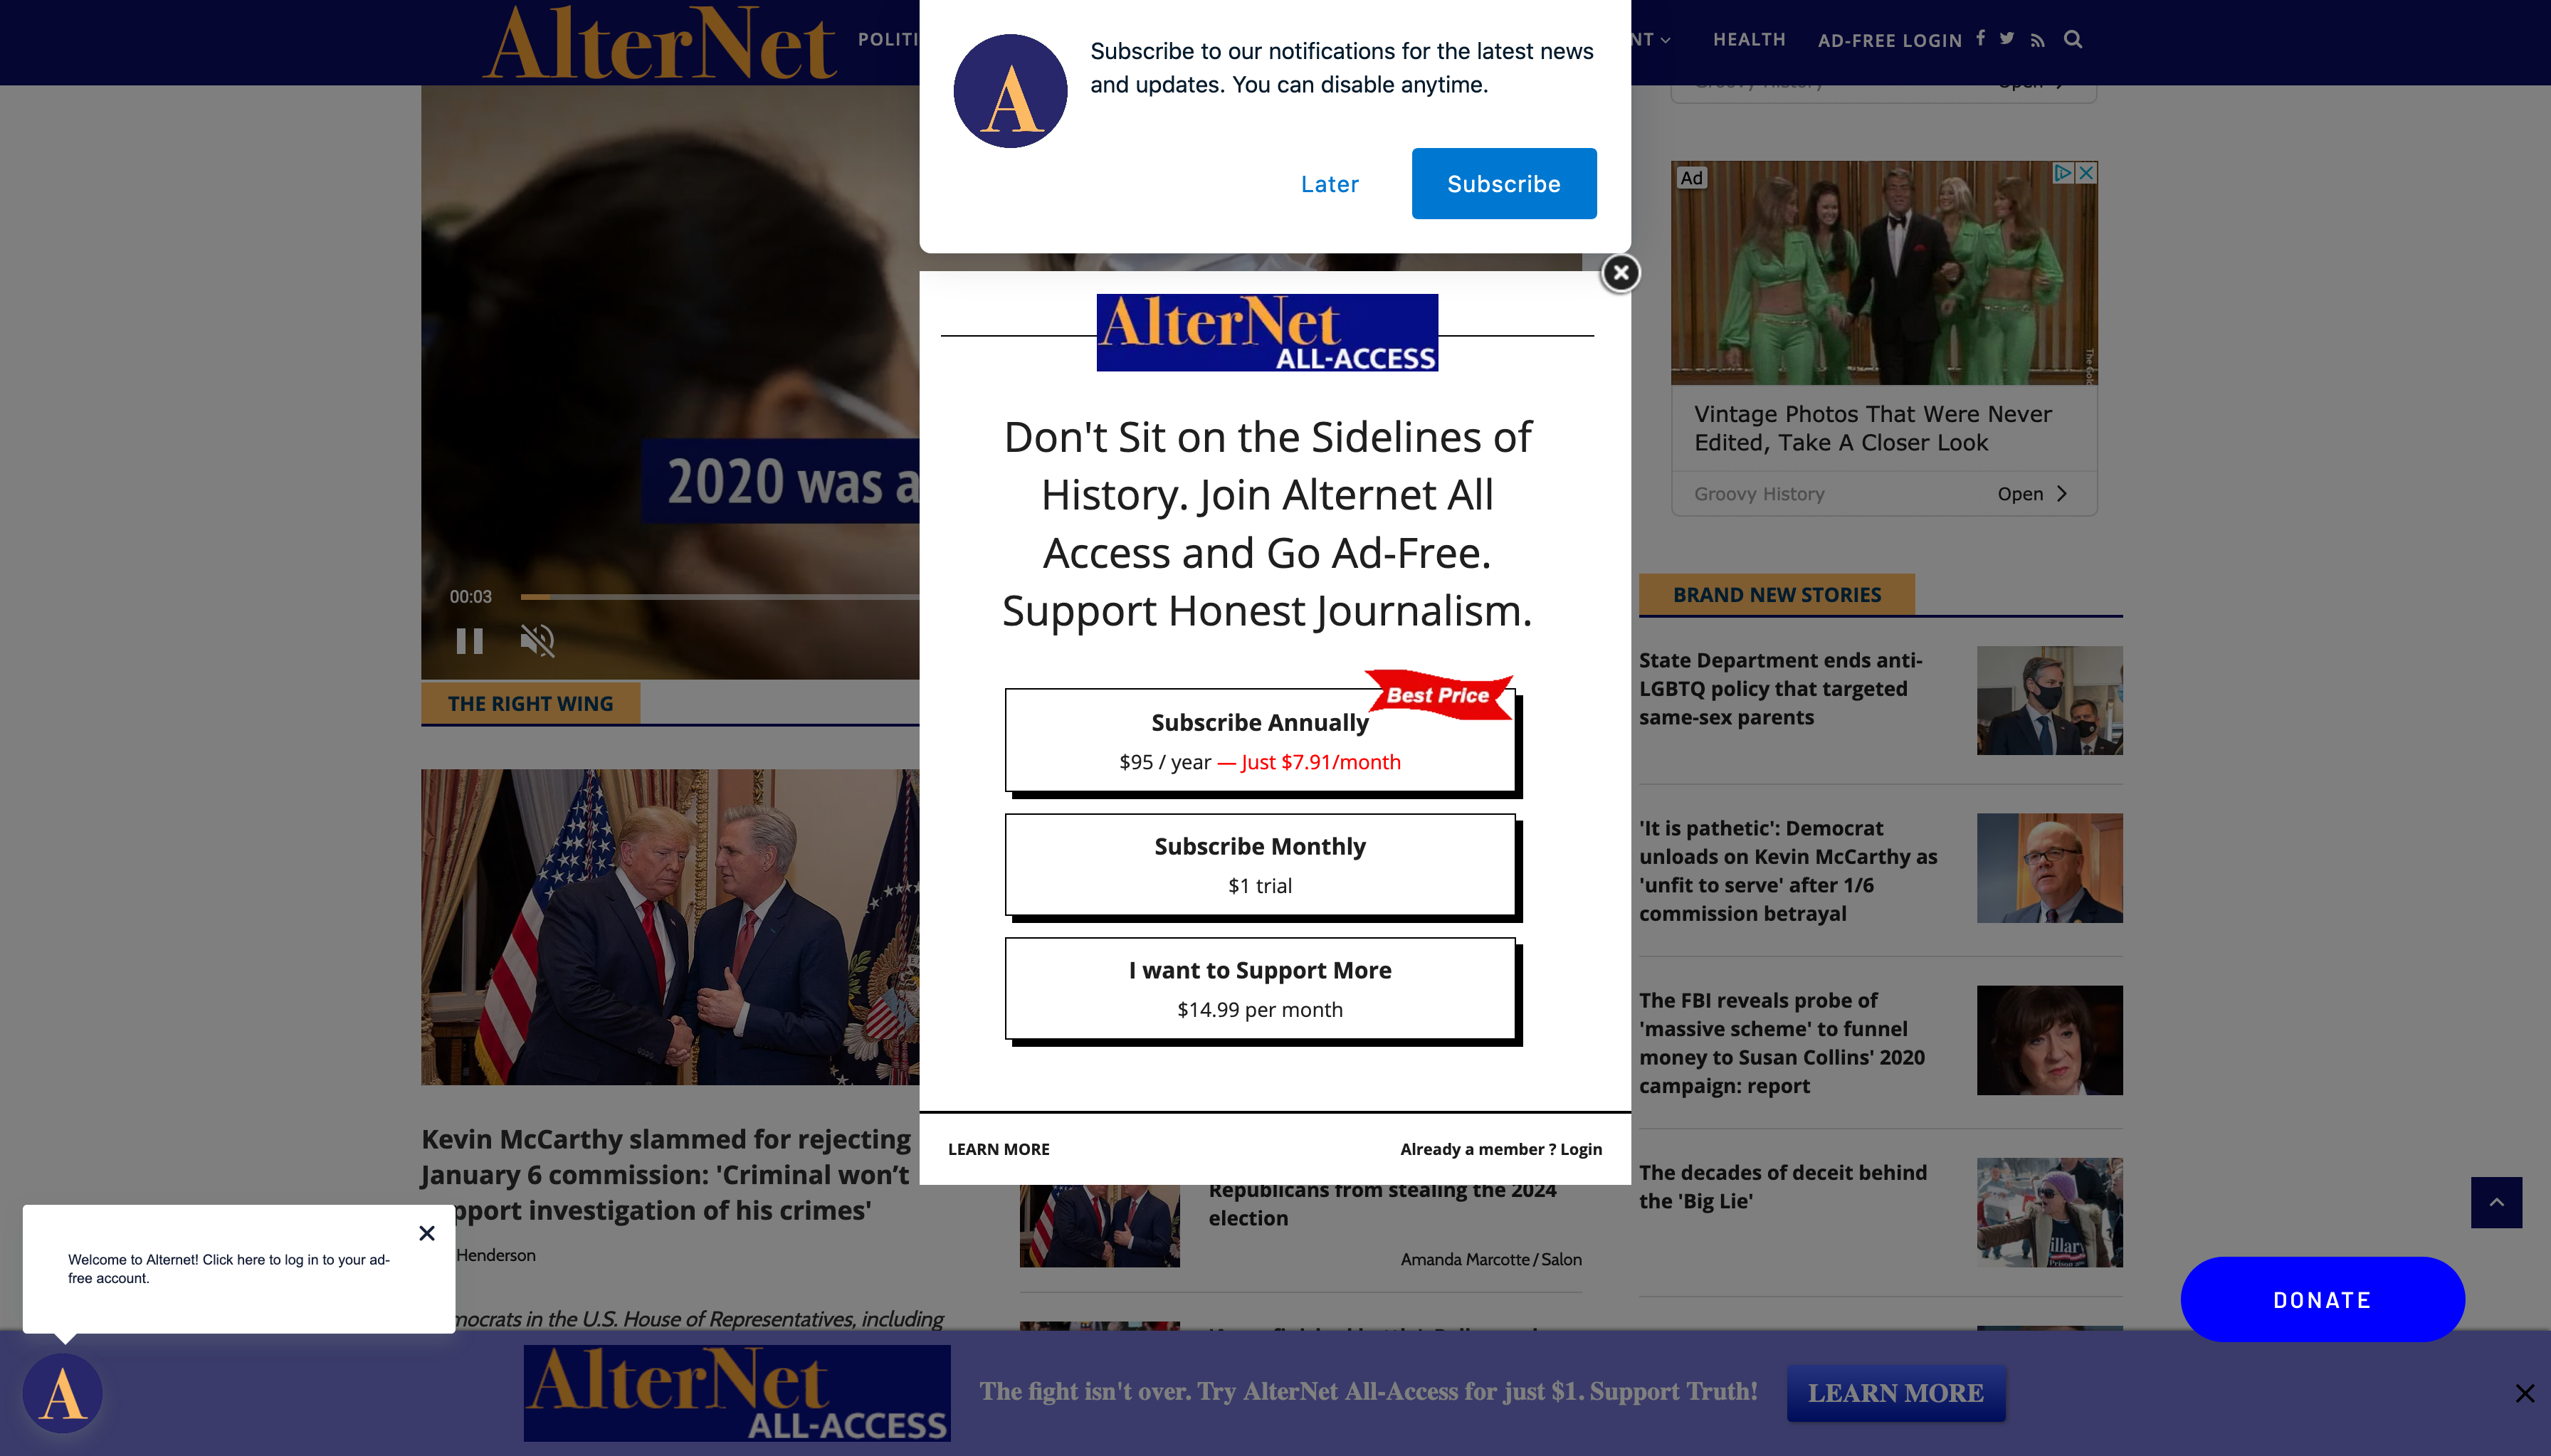 AlterNet
NT
HEALTH
AD-FREE LOGIN
Subscribe to our notifications for the latest news
and updates. You can disable anytime.
Later
Subscribe
A
Ad
Vintage Photos That Were Never
Edited, Take A Closer Look
Groovy History
Open
2020 was a
00:03
THE RIGHT WING
AlterNet
ALL-ACCESS
Don't Sit on the Sidelines of
History. Join Alternet All
Access and Go Ad-Free.
Support Honest Journalism.
Best Price
Subscribe Annually
$95 / year — Just $7.91/month
Subscribe Monthly
$1 trial
I want to Support More
$14.99 per month
LEARN MORE
Already a member ? Login
BRAND NEW STORIES
State Department ends anti-
LGBTQ policy that targeted
same-sex parents
'It is pathetic': Democrat
unloads on Kevin McCarthy as
'unfit to serve' after 1/6
commission betrayal
The FBI reveals probe of
'massive scheme' to funnel
money to Susan Collins' 2020
campaign: report
The decades of deceit behind
the 'Big Lie'
Kevin McCarthy slammed for rejecting
January 6 commission: 'Criminal won’t
pport investigation of his crimes'
Henderson
mocrats in the U.S. House of Representatives, including
Republicans from stealing the 2024
election
Amanda Marcotte / Salon
Welcome to Alternet! Click here to log in to your ad-
free account.
A
DONATE
AlterNet
ALL-ACCESS
The fight isn't over. Try AlterNet All-Access for just $1. Support Truth!
LEARN MORE